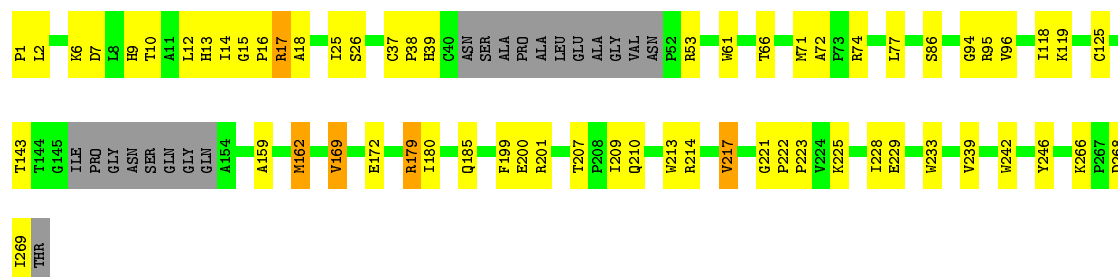 P1 L2 K6 D7 L8 H9 T10 A11 L12 H13 I14 G15 P16 R17 A18 I25 S26 C37 P38 H39 C40 ASN SER ALA PRO ALA LEU GLU ALA GLY VAL ASN P52 R53 W61 T66 M71 A72 P73 R74 L77 S86 G94 R95 V96 I118 K119 C125
T143 T144 G145 ILE PRO GLY ASN SER GLN GLY GLN A154 A159 M162 V169 E172 R179 I180 Q185 F199 E200 R201 T207 P208 I209 Q210 W213 R214 V217 G221 P222 P223 V224 K225 I228 E229 W233 V239 W242 Y246 K266 P267 D268
I269 THR